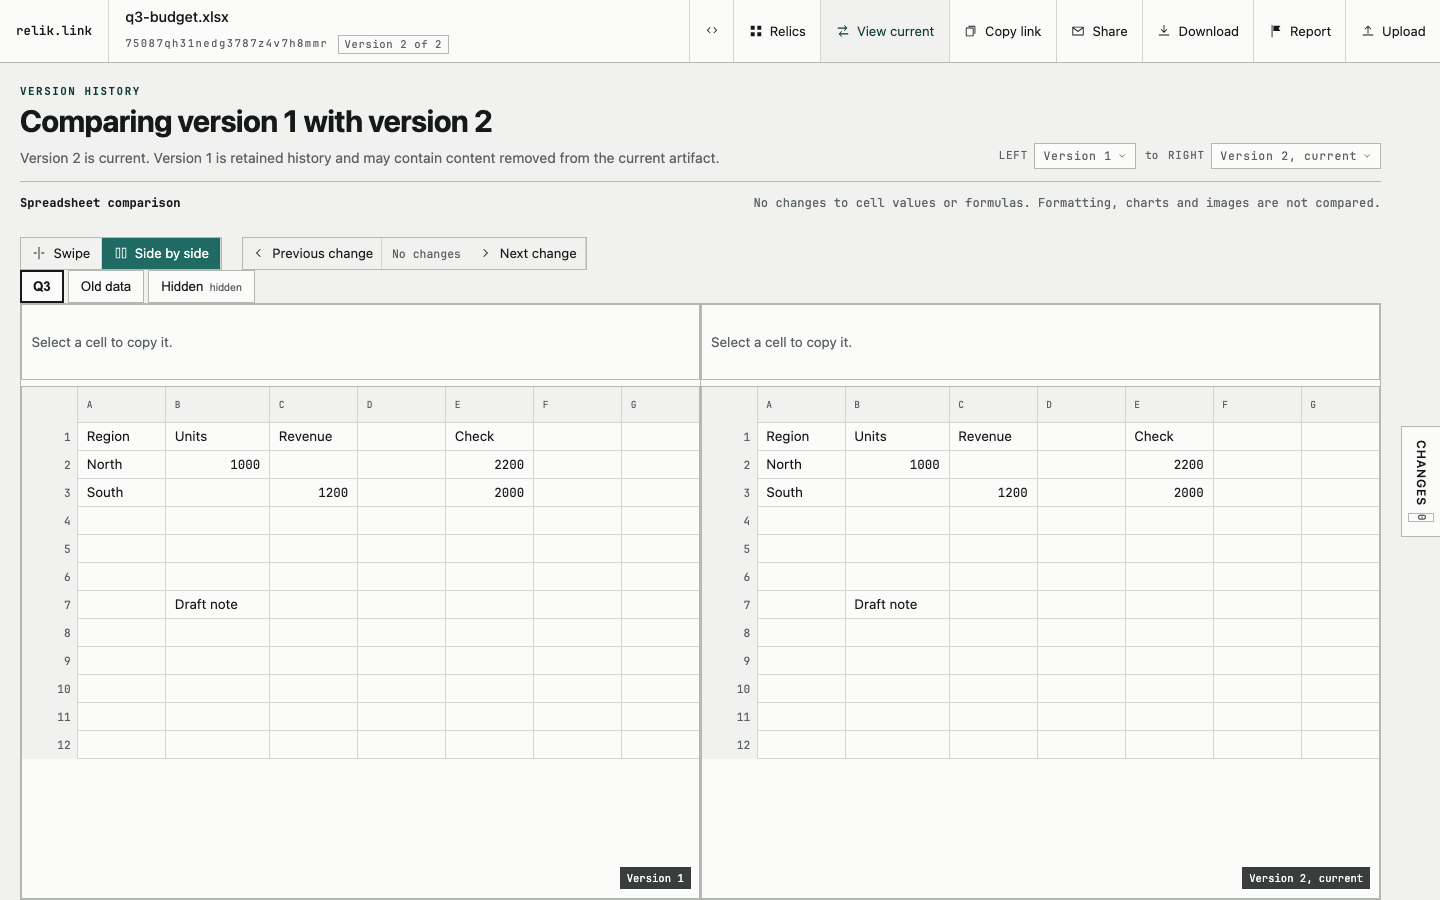 relik.link
q3-budget.xlsx
75087qh31nedg3787z4v7h8mmr Version 2 of 2
Relics
View current
Copy link
Share
Download
Report
Upload
VERSION HISTORY
Comparing version 1 with version 2
Version 2 is current. Version 1 is retained history and may contain content removed from the current artifact.
LEFT Version 1 to RIGHT Version 2, current
Spreadsheet comparison
No changes to cell values or formulas. Formatting, charts and images are not compared.
Swipe Side by side Previous change No changes Next change
Q3 Old data Hidden hidden
Select a cell to copy it.
A B C D E F G
1 Region Units Revenue Check
2 North 1000 2200
3 South 1200 2000
4
5
6
7 Draft note
8
9
10
11
12
Version 1
Select a cell to copy it.
A B C D E F G
1 Region Units Revenue Check
2 North 1000 2200
3 South 1200 2000
4
5
6
7 Draft note
8
9
10
11
12
Version 2, current
CHANGES 0